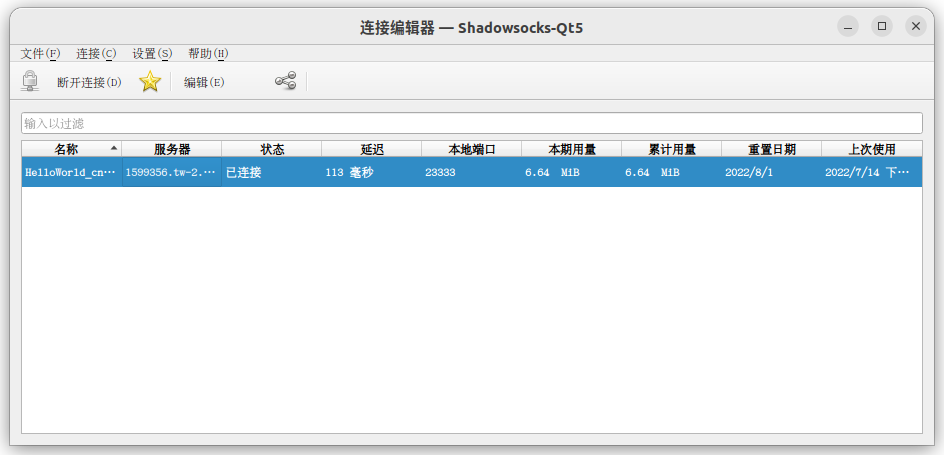 连接编辑器 — Shadowsocks-Qt5
文件(F) 连接(C) 设置(S) 帮助(H)
断开连接(D) 编辑(E)
输入以过滤
名称 服务器 状态 延迟 本地端口 本期用量 累计用量 重置日期 上次使用
HelloWorld_cn… 1599356.tw-2.… 已连接 113 毫秒 23333 6.64 MiB 6.64 MiB 2022/8/1 2022/7/14 下…